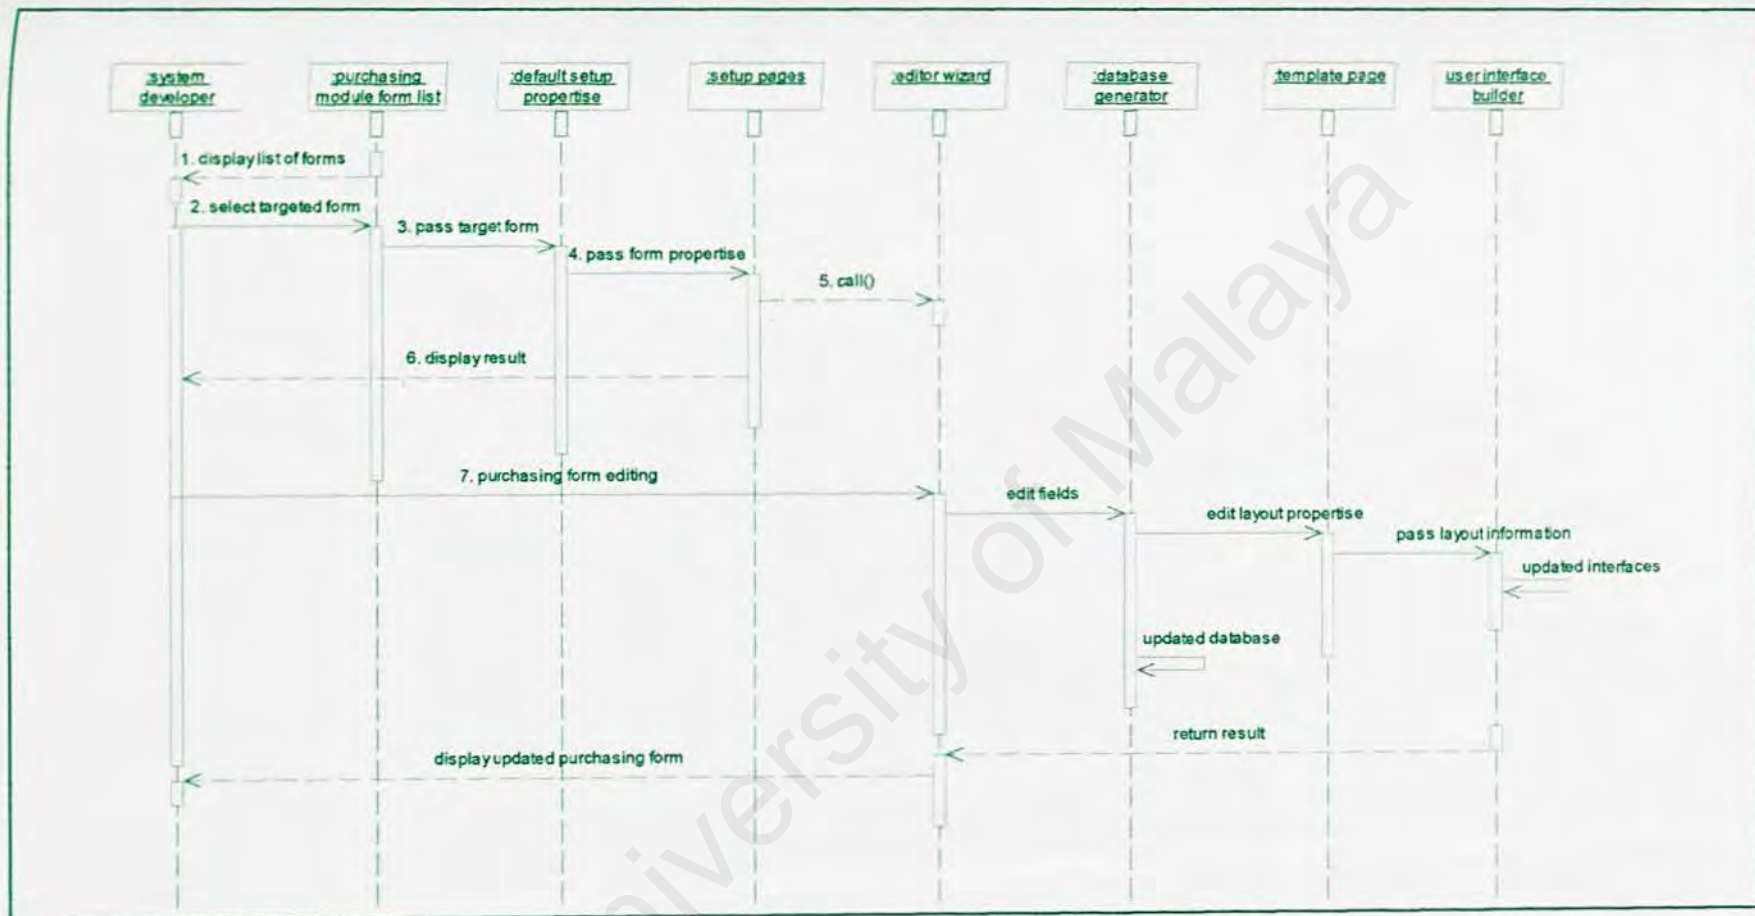 :system
developer
:purchasing
module form list
:default setup
propertise
:setup pages
:editor wizard
:database
generator
:template page
user interface
builder
1. display list of forms
2. select targeted form
3. pass target form
4. pass form propertise
5. call()
6. display result
7. purchasing form editing
edit fields
edit layout propertise
pass layout information
updated interfaces
updated database
return result
display updated purchasing form
University of Malaya